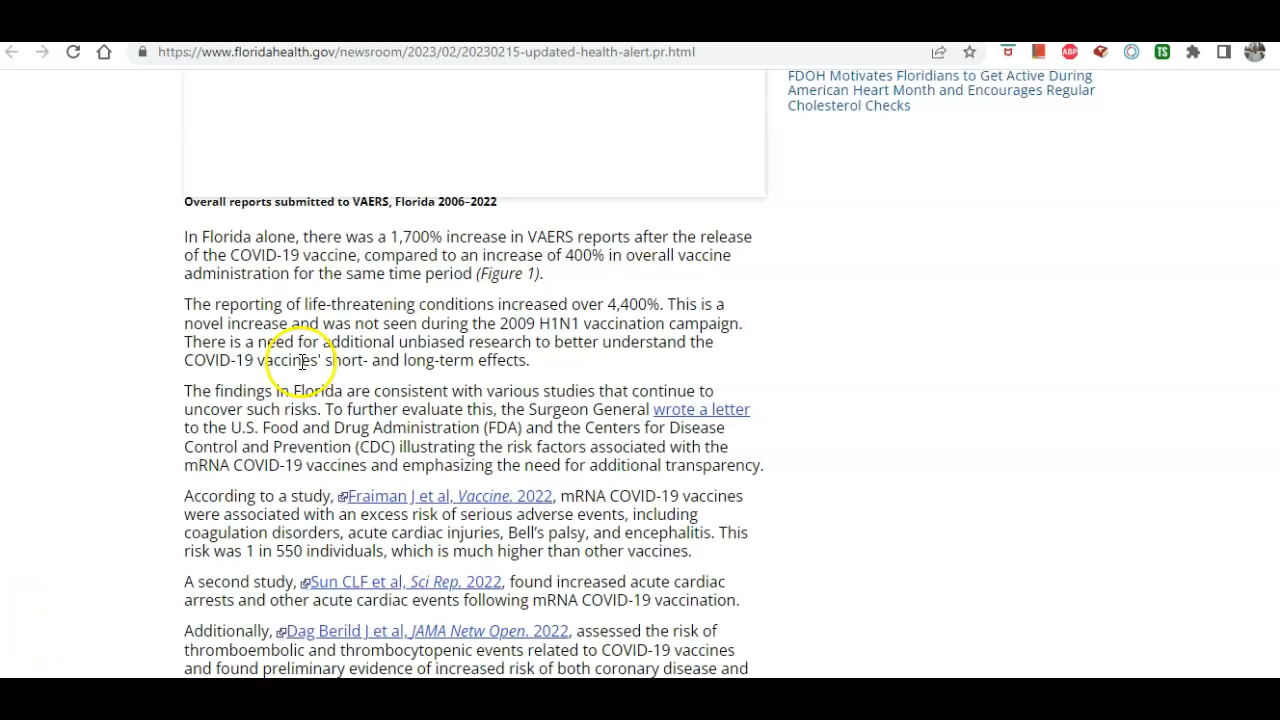 https://www.floridahealth.gov/newsroom/2023/02/20230215-updated-health-alert.pr.html
ABP
TS
FDOH Motivates Floridians to Get Active During
American Heart Month and Encourages Regular
Cholesterol Checks
Overall reports submitted to VAERS, Florida 2006–2022
In Florida alone, there was a 1,700% increase in VAERS reports after the release
of the COVID-19 vaccine, compared to an increase of 400% in overall vaccine
administration for the same time period (Figure 1).
The reporting of life-threatening conditions increased over 4,400%. This is a
novel increase and was not seen during the 2009 H1N1 vaccination campaign.
There is a need for additional unbiased research to better understand the
COVID-19 vaccines' short- and long-term effects.
The findings in Florida are consistent with various studies that continue to
uncover such risks. To further evaluate this, the Surgeon General wrote a letter
to the U.S. Food and Drug Administration (FDA) and the Centers for Disease
Control and Prevention (CDC) illustrating the risk factors associated with the
mRNA COVID-19 vaccines and emphasizing the need for additional transparency.
According to a study, Fraiman J et al, Vaccine. 2022, mRNA COVID-19 vaccines
were associated with an excess risk of serious adverse events, including
coagulation disorders, acute cardiac injuries, Bell's palsy, and encephalitis. This
risk was 1 in 550 individuals, which is much higher than other vaccines.
A second study, Sun CLF et al, Sci Rep. 2022, found increased acute cardiac
arrests and other acute cardiac events following mRNA COVID-19 vaccination.
Additionally, Dag Berild J et al, JAMA Netw Open. 2022, assessed the risk of
thromboembolic and thrombocytopenic events related to COVID-19 vaccines
and found preliminary evidence of increased risk of both coronary disease and